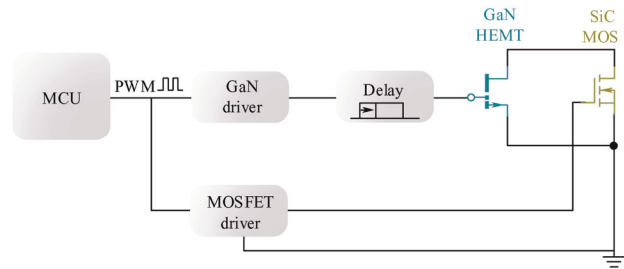 GaN
HEMT
SiC
MOS
MCU
PWM
GaN
driver
Delay
MOSFET
driver